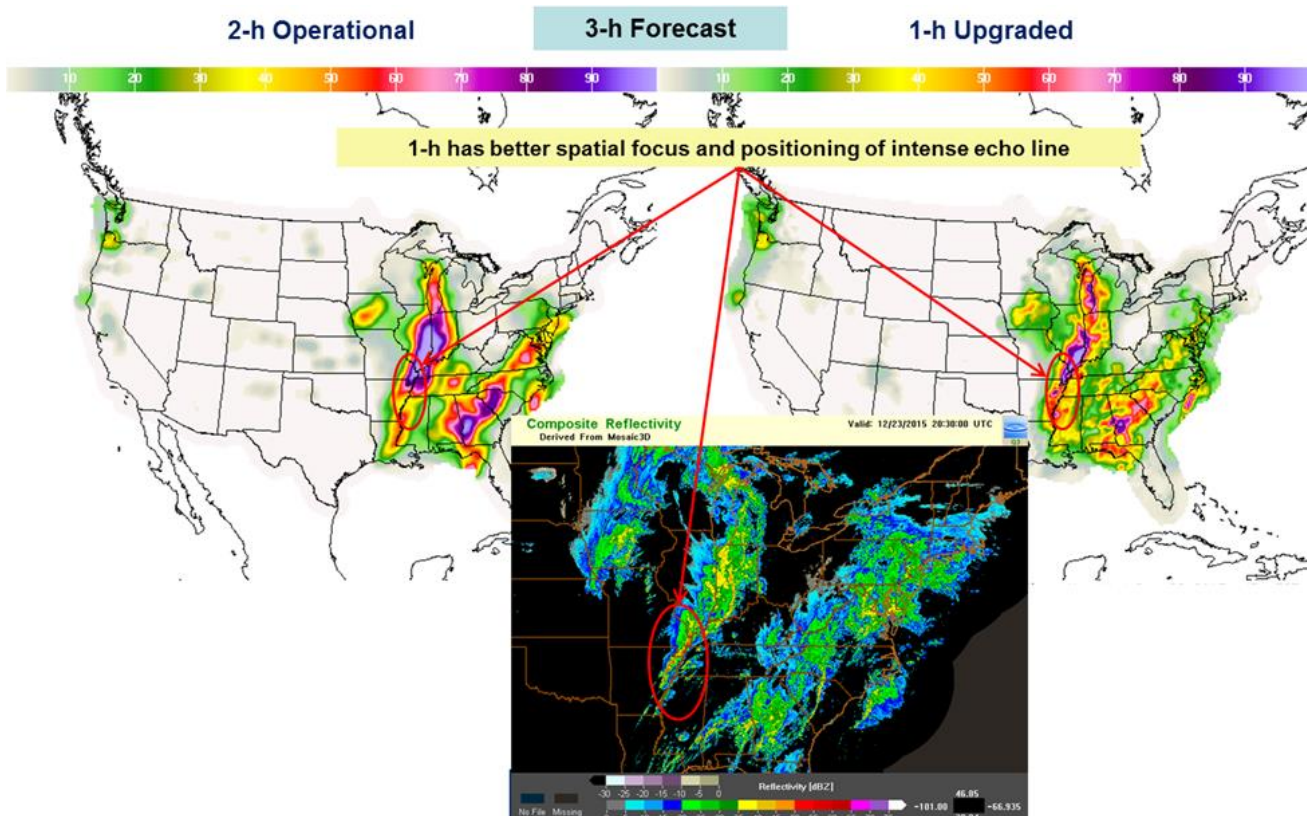 2-h Operational
3-h Forecast
1-h Upgraded
10 20 30 40 50 60 70 80 90
10 20 30 40 50 60 70 80 90
1-h has better spatial focus and positioning of intense echo line
Composite Reflectivity
Derived From Mosaic3D
Valid: 12/23/2015 20:30:00 UTC
-30 -25 -20 -15 -10 -5 0
Reflectivity [dBZ]
No File
Missing
46.05
-101.00
-66.935